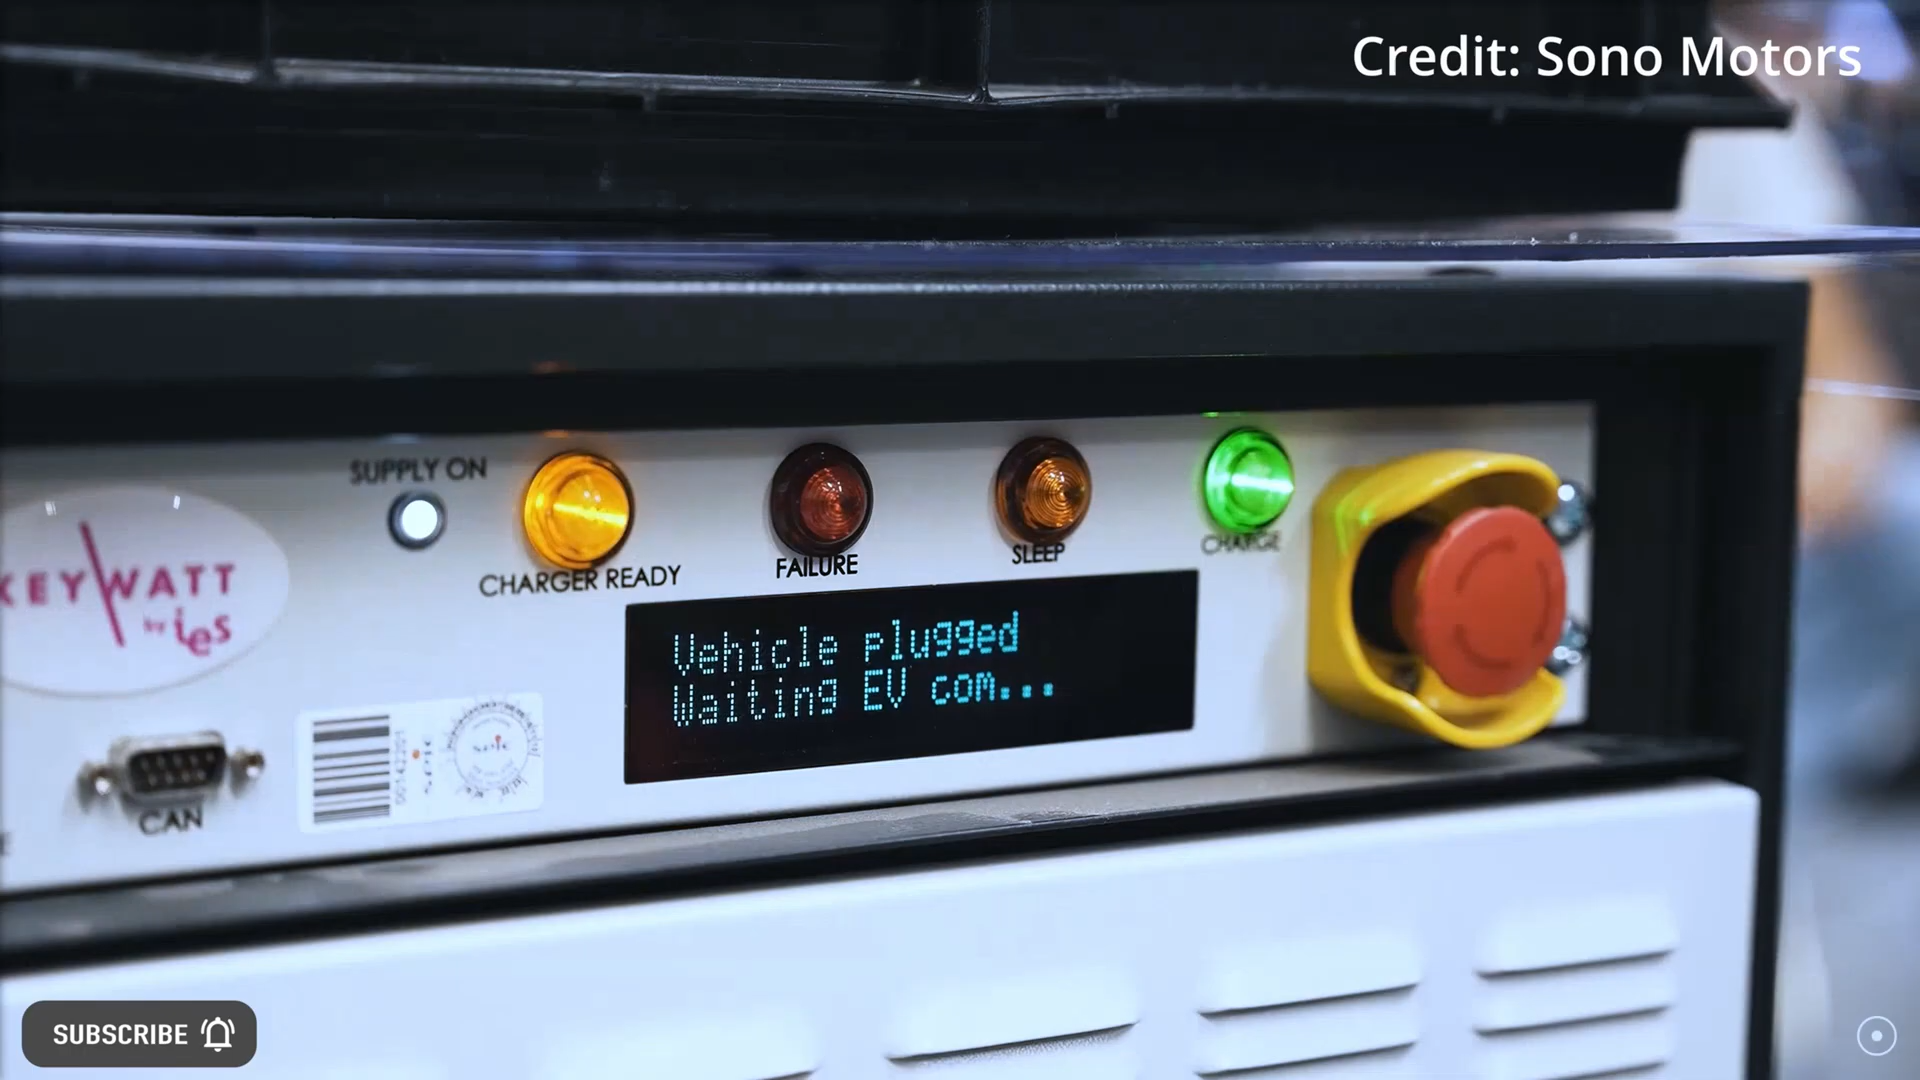 Credit: Sono Motors
SUPPLY ON
CHARGER READY
FAILURE
SLEEP
CHARGE
KEYWATT
by ies
Vehicle plugged
Waiting EV com...
CAN
SUBSCRIBE